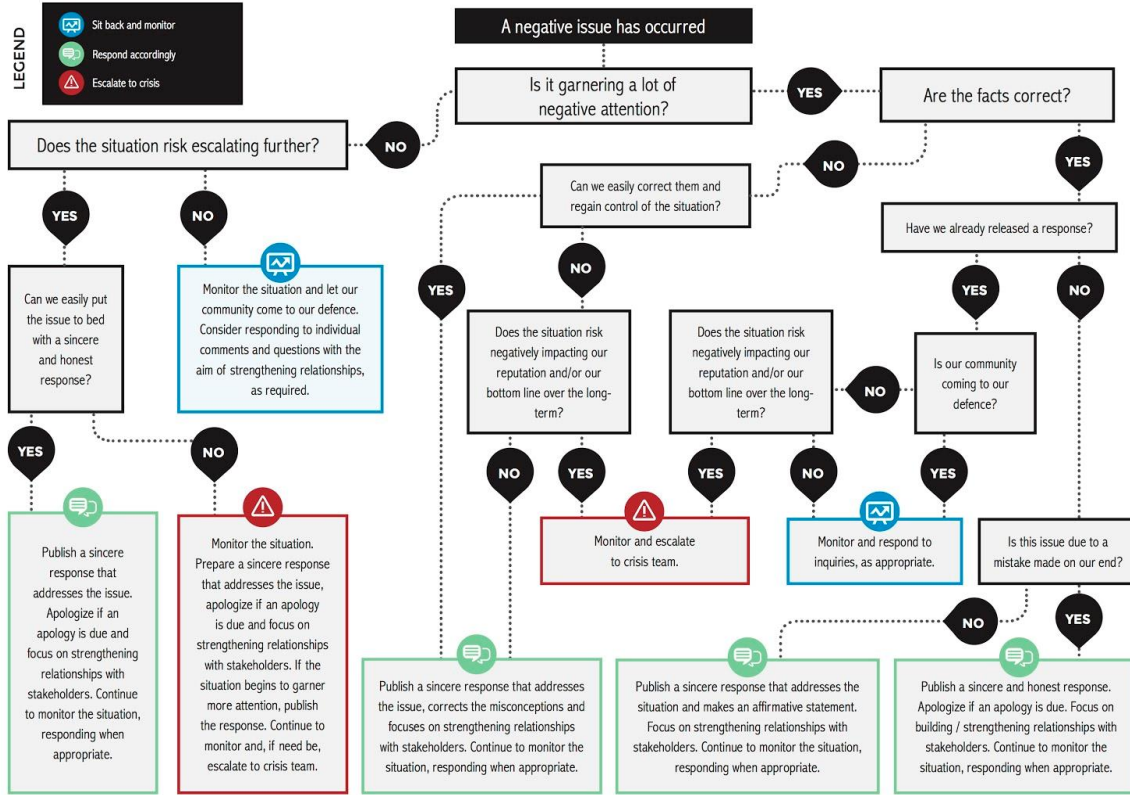 LEGEND
Sit back and monitor
Respond accordingly
Escalate to crisis
A negative issue has occurred
Is it garnering a lot of
negative attention?
YES
Are the facts correct?
NO
Does the situation risk escalating further?
NO
YES
Can we easily correct them and
regain control of the situation?
YES
NO
Have we already released a response?
Can we easily put
the issue to bed
with a sincere
and honest
response?
Monitor the situation and let our
community come to our defence.
Consider responding to individual
comments and questions with the
aim of strengthening relationships,
as required.
YES
NO
YES
NO
Does the situation risk
negatively impacting our
reputation and/or our
bottom line over the long-
term?
Does the situation risk
negatively impacting our
reputation and/or our
bottom line over the long-
term?
NO
Is our community
coming to our
defence?
YES
NO
NO
YES
YES
NO
YES
Publish a sincere
response that
addresses the issue.
Apologize if an
apology is due and
focus on strengthening
relationships with
stakeholders. Continue
to monitor the situation,
responding when
appropriate.
Monitor the situation.
Prepare a sincere response
that addresses the issue,
apologize if an apology
is due and focus on
strengthening relationships
with stakeholders. If the
situation begins to garner
more attention, publish
the response. Continue to
monitor and, if need be,
escalate to crisis team.
Monitor and escalate
to crisis team.
Monitor and respond to
inquiries, as appropriate.
Is this issue due to a
mistake made on our end?
NO
YES
Publish a sincere response that addresses
the issue, corrects the misconceptions and
focuses on strengthening relationships
with stakeholders. Continue to monitor the
situation, responding when appropriate.
Publish a sincere response that addresses the
situation and makes an affirmative statement.
Focus on strengthening relationships with
stakeholders. Continue to monitor the situation,
responding when appropriate.
Publish a sincere and honest response.
Apologize if an apology is due. Focus on
building / strengthening relationships with
stakeholders. Continue to monitor the
situation, responding when appropriate.